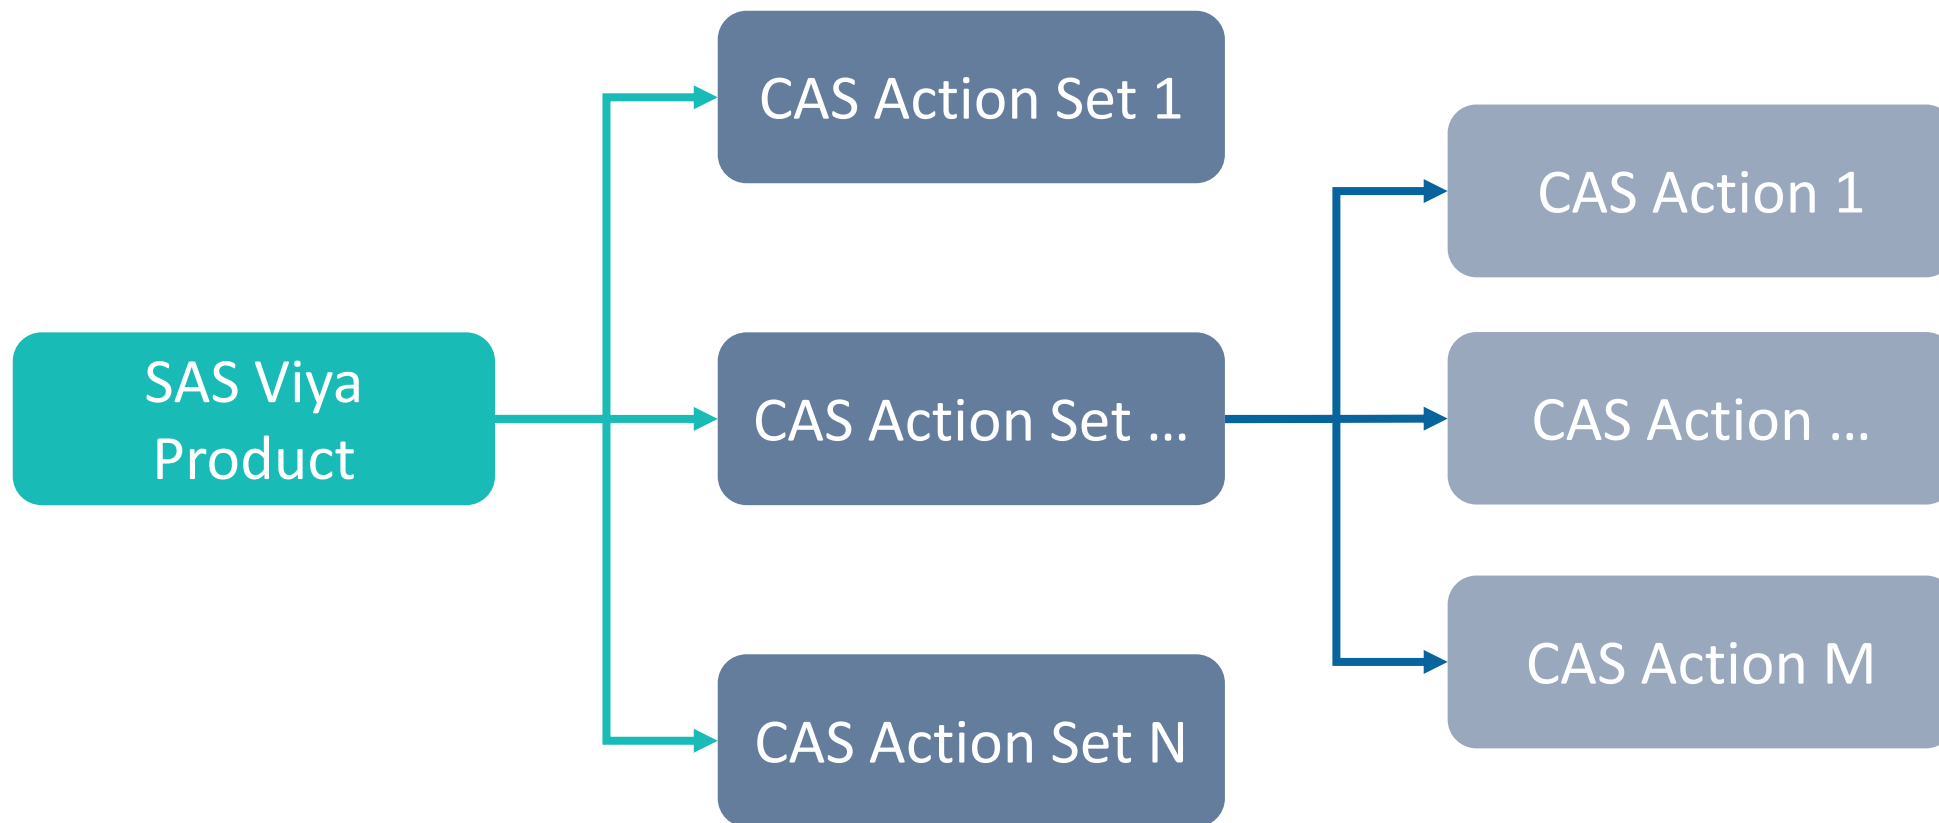 SAS Viya
Product
CAS Action Set 1
CAS Action Set ...
CAS Action Set N
CAS Action 1
CAS Action ...
CAS Action M